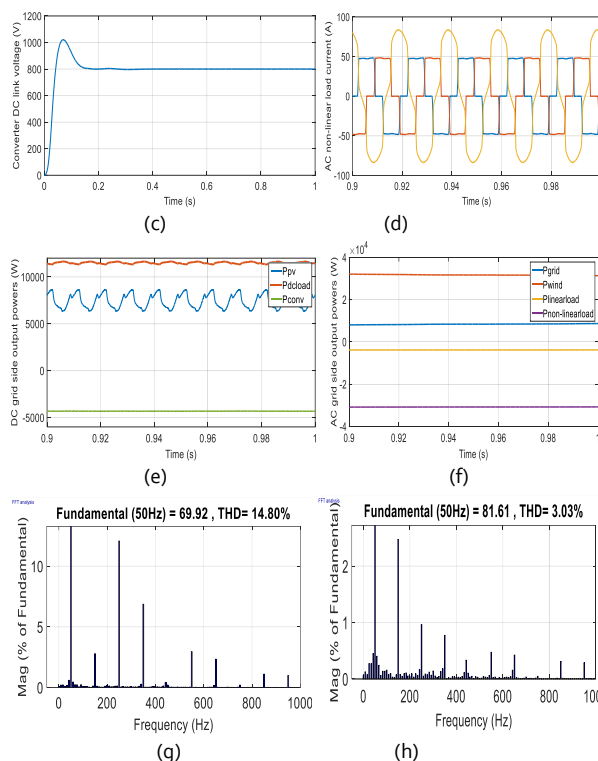 Converter DC link voltage (V)
1200
1000
800
600
400
200
0
0
0.2
0.4
0.6
0.8
1
Time (s)
(c)
AC non-linear load current (A)
100
50
0
-50
-100
0.9
0.92
0.94
0.96
0.98
Time (s)
(d)
DC grid side output powers (W)
10000
5000
0
-5000
0.9
0.92
0.94
0.96
0.98
1
Time (s)
Ppv
Pdcload
Pconv
(e)
AC grid side output powers (W)
×10⁴
4
2
0
-2
-4
0.9
0.92
0.94
0.96
0.98
1
Time (s)
Pgrid
Pwind
Plinearload
Pnon-linearload
(f)
FFT analysis
Fundamental (50Hz) = 69.92 , THD= 14.80%
Mag (% of Fundamental)
10
5
0
0
200
400
600
800
1000
Frequency (Hz)
(g)
FFT analysis
Fundamental (50Hz) = 81.61 , THD= 3.03%
Mag (% of Fundamental)
2
1
0
0
200
400
600
800
100
Frequency (Hz)
(h)